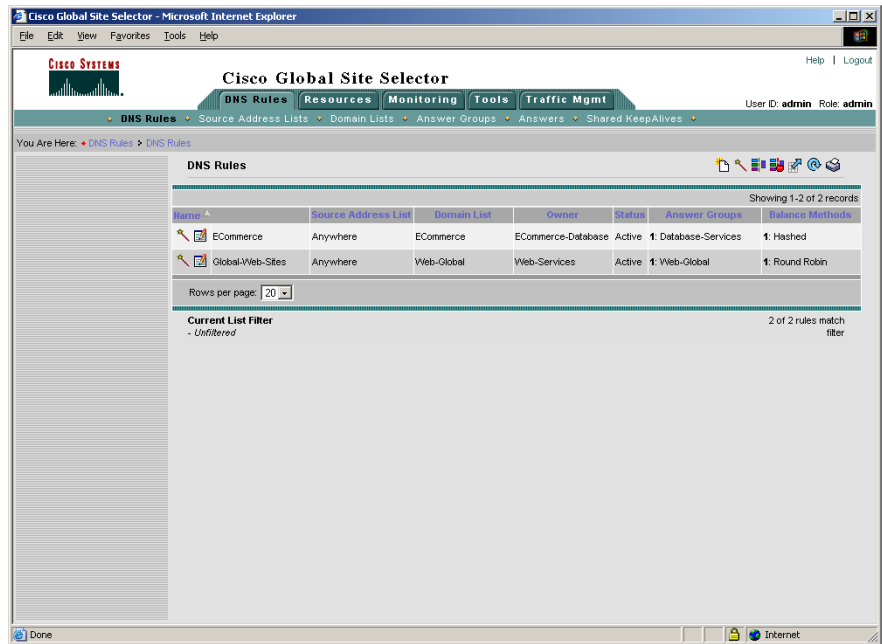 Cisco Global Site Selector - Microsoft Internet Explorer
File Edit View Favorites Tools Help
CISCO SYSTEMS
Help | Logout
Cisco Global Site Selector
DNS Rules Resources Monitoring Tools Traffic Mgmt
User ID: admin Role: admin
DNS Rules Source Address Lists Domain Lists Answer Groups Answers Shared KeepAlives
You Are Here: DNS Rules DNS Rules
DNS Rules
Showing 1-2 of 2 records
Name Source Address List Domain List Owner Status Answer Groups Balance Methods
ECommerce Anywhere ECommerce ECommerce-Database Active 1: Database-Services 1: Hashed
Global-Web-Sites Anywhere Web-Global Web-Services Active 1: Web-Global 1: Round Robin
Rows per page: 20
Current List Filter
- Unfiltered
2 of 2 rules match
filter
Done
Internet